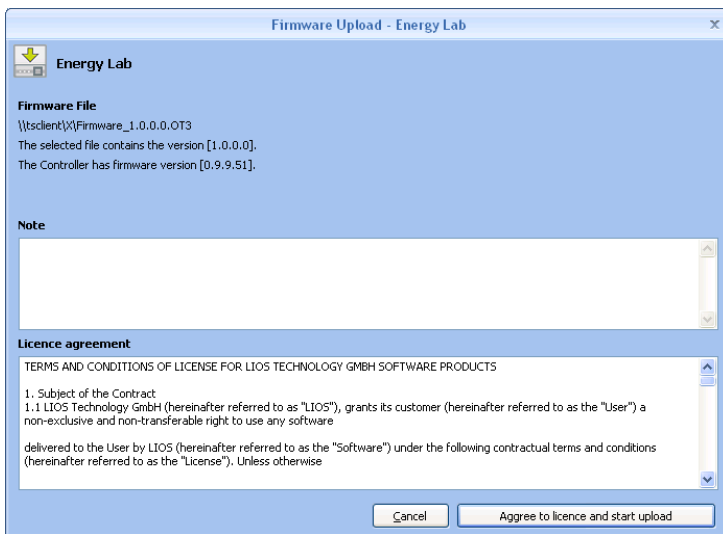 Firmware Upload - Energy Lab
x
Energy Lab
Firmware File
\\tsclient\X\Firmware_1.0.0.0.OT3
The selected file contains the version [1.0.0.0].
The Controller has firmware version [0.9.9.51].
Note
Licence agreement
TERMS AND CONDITIONS OF LICENSE FOR LIOS TECHNOLOGY GMBH SOFTWARE PRODUCTS
1. Subject of the Contract
1.1 LIOS Technology GmbH (hereinafter referred to as "LIOS"), grants its customer (hereinafter referred to as the "User") a
non-exclusive and non-transferable right to use any software
delivered to the User by LIOS (hereinafter referred to as the "Software") under the following contractual terms and conditions
(hereinafter referred to as the "License"). Unless otherwise
Cancel
Aggree to licence and start upload